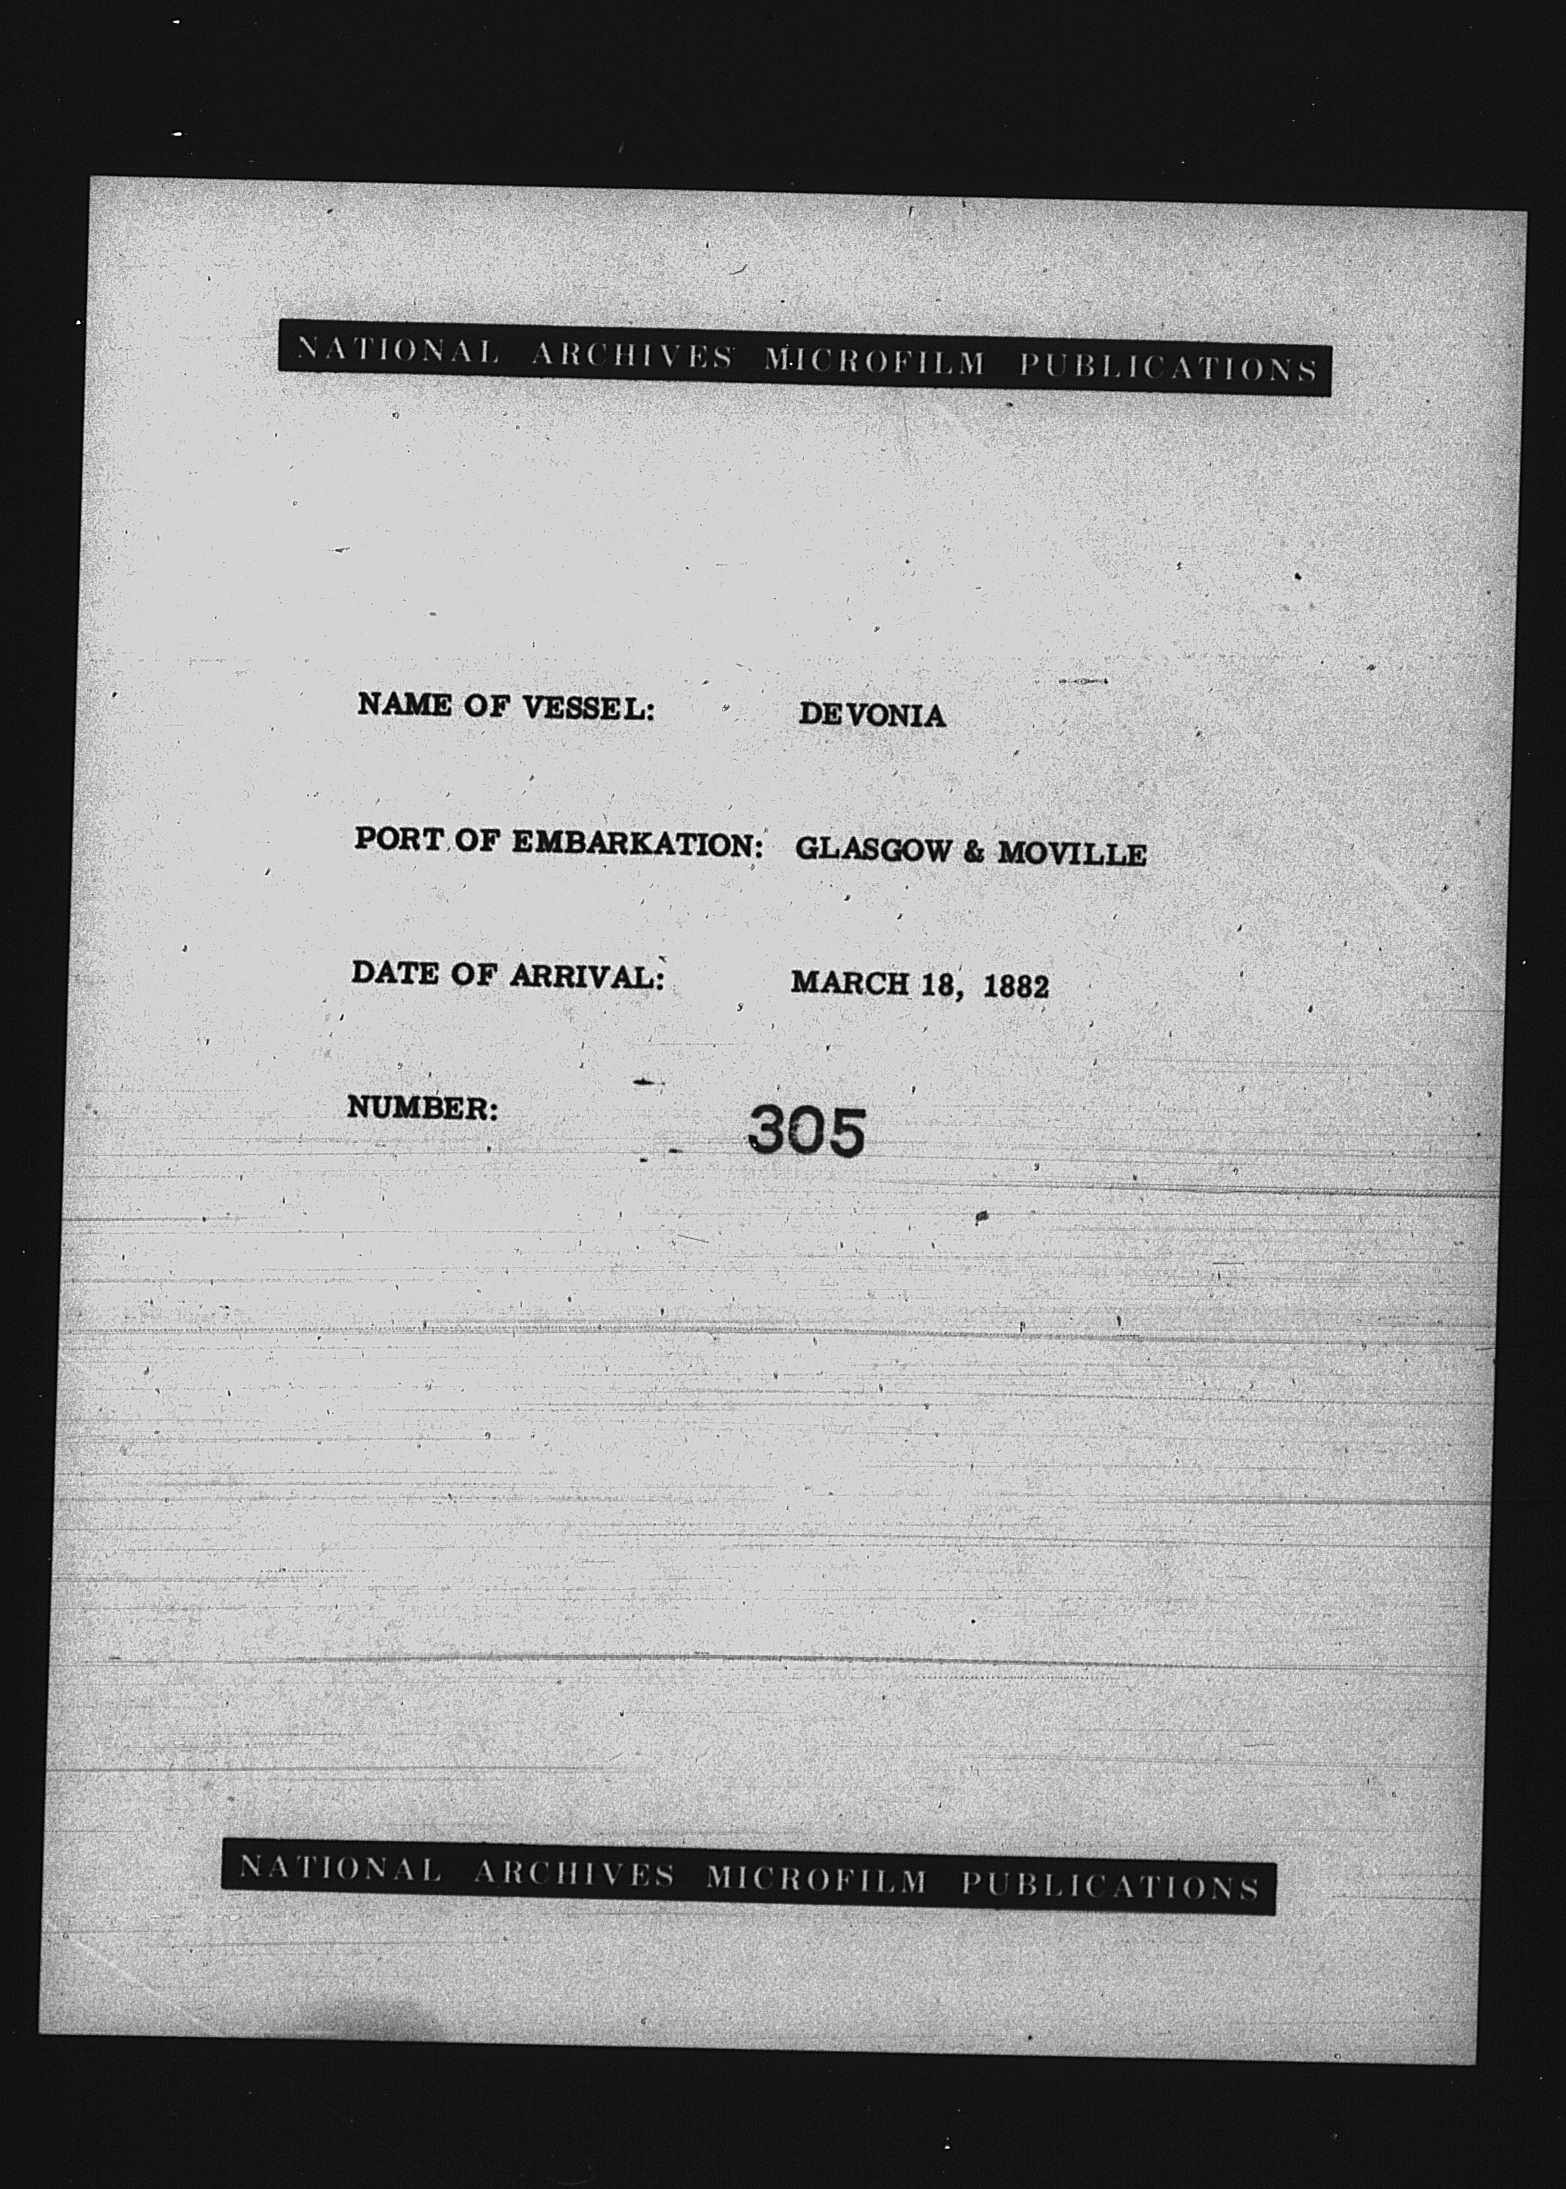 NATIONAL ARCHIVES MICROFILM PUBLICATIONS
NAME OF VESSEL: DEVONIA
PORT OF EMBARKATION: GLASGOW & MOVILLE
DATE OF ARRIVAL: MARCH 18, 1882
NUMBER: 305
NATIONAL ARCHIVES MICROFILM PUBLICATIONS